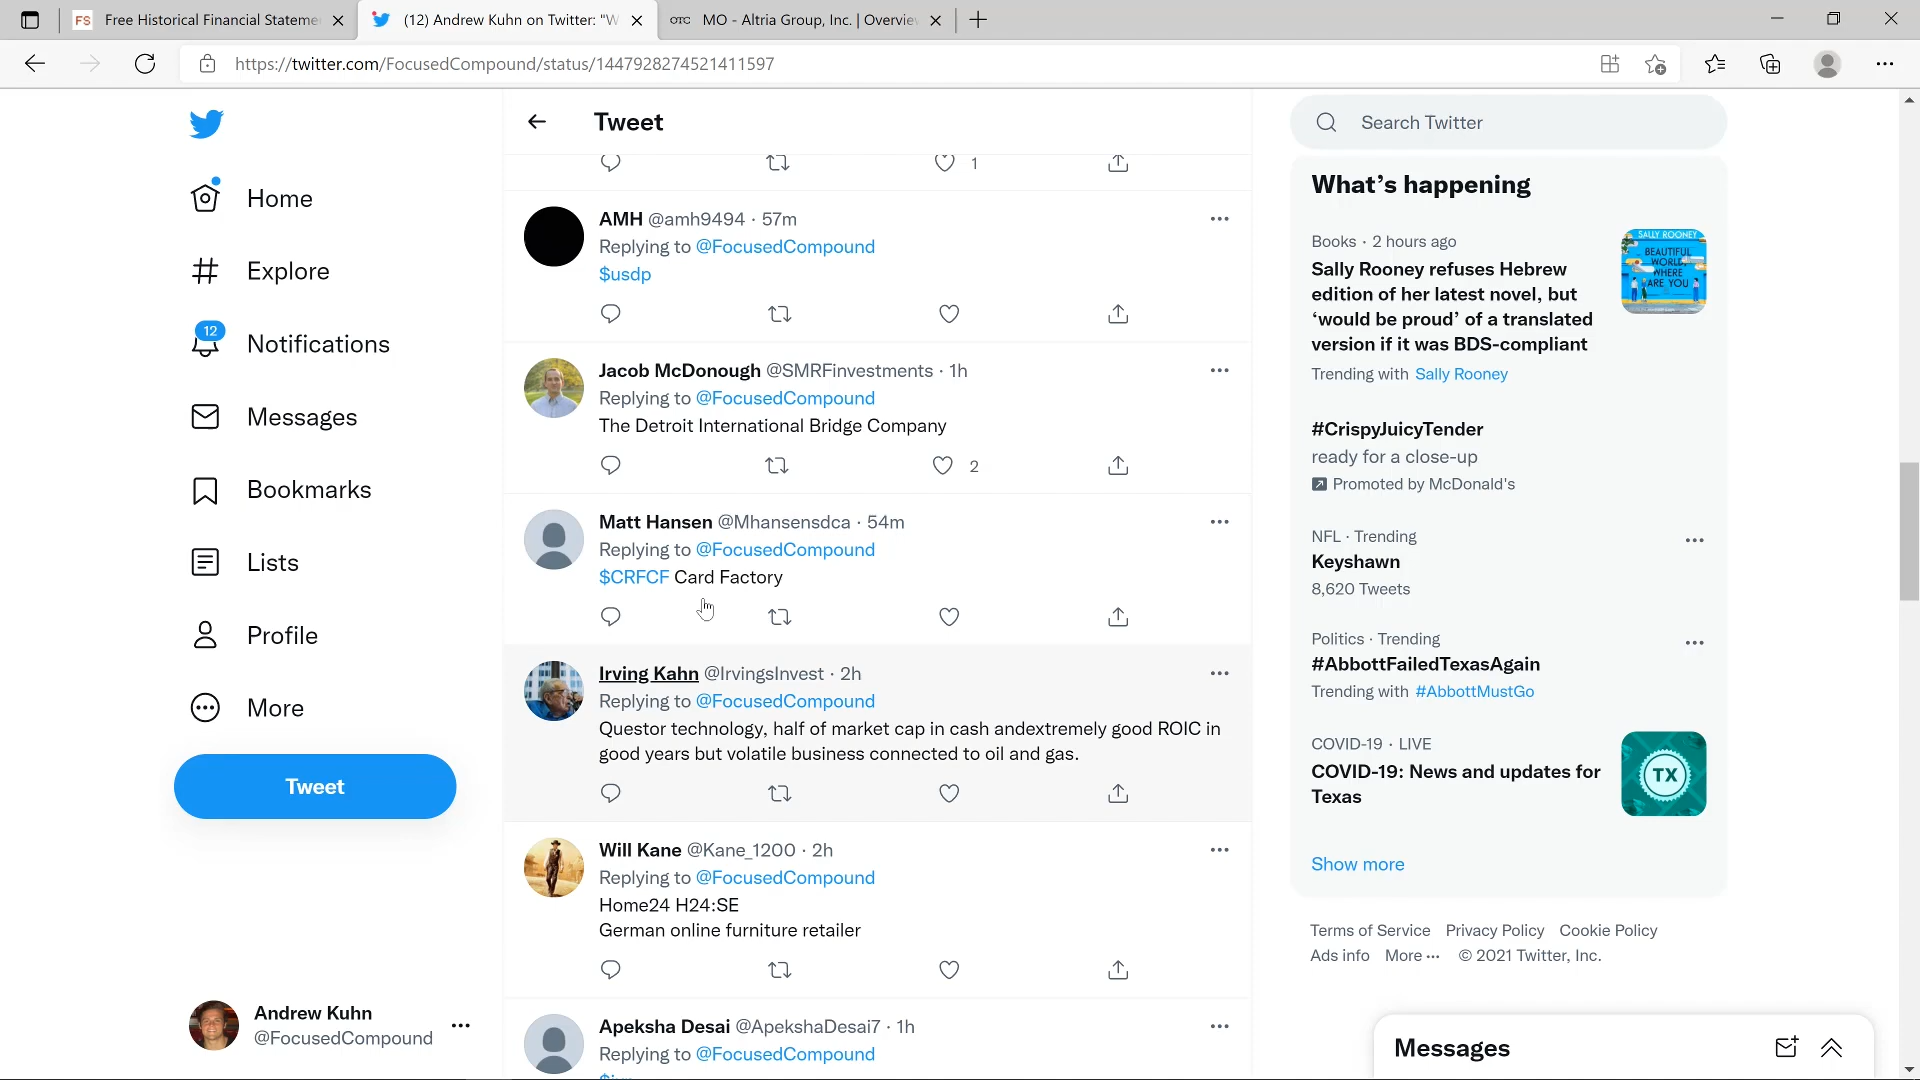 FS Free Historical Financial Stateme
(12) Andrew Kuhn on Twitter: "W
OTC MO - Altria Group, Inc. | Overvie
https://twitter.com/FocusedCompound/status/1447928274521411597
Home
Explore
12
Notifications
Messages
Bookmarks
Lists
Profile
More
Tweet
Andrew Kuhn
@FocusedCompound
Tweet
1
AMH @amh9494 · 57m
Replying to @FocusedCompound
$usdp
Jacob McDonough @SMRFinvestments · 1h
Replying to @FocusedCompound
The Detroit International Bridge Company
2
Matt Hansen @Mhansensdca · 54m
Replying to @FocusedCompound
$CRFCF Card Factory
Irving Kahn @IrvingsInvest · 2h
Replying to @FocusedCompound
Questor technology, half of market cap in cash andextremely good ROIC in
good years but volatile business connected to oil and gas.
Will Kane @Kane_1200 · 2h
Replying to @FocusedCompound
Home24 H24:SE
German online furniture retailer
Apeksha Desai @ApekshaDesai7 · 1h
Replying to @FocusedCompound
Search Twitter
What's happening
Books · 2 hours ago
Sally Rooney refuses Hebrew
edition of her latest novel, but
‘would be proud’ of a translated
version if it was BDS-compliant
Trending with Sally Rooney
SALLY ROONEY
BEAUTIFUL
WORLD,
WHERE
ARE YOU
#CrispyJuicyTender
ready for a close-up
Promoted by McDonald's
NFL · Trending
Keyshawn
8,620 Tweets
Politics · Trending
#AbbottFailedTexasAgain
Trending with #AbbottMustGo
COVID-19 · LIVE
COVID-19: News and updates for
Texas
TX
Show more
Terms of Service Privacy Policy Cookie Policy
Ads info More ··· © 2021 Twitter, Inc.
Messages